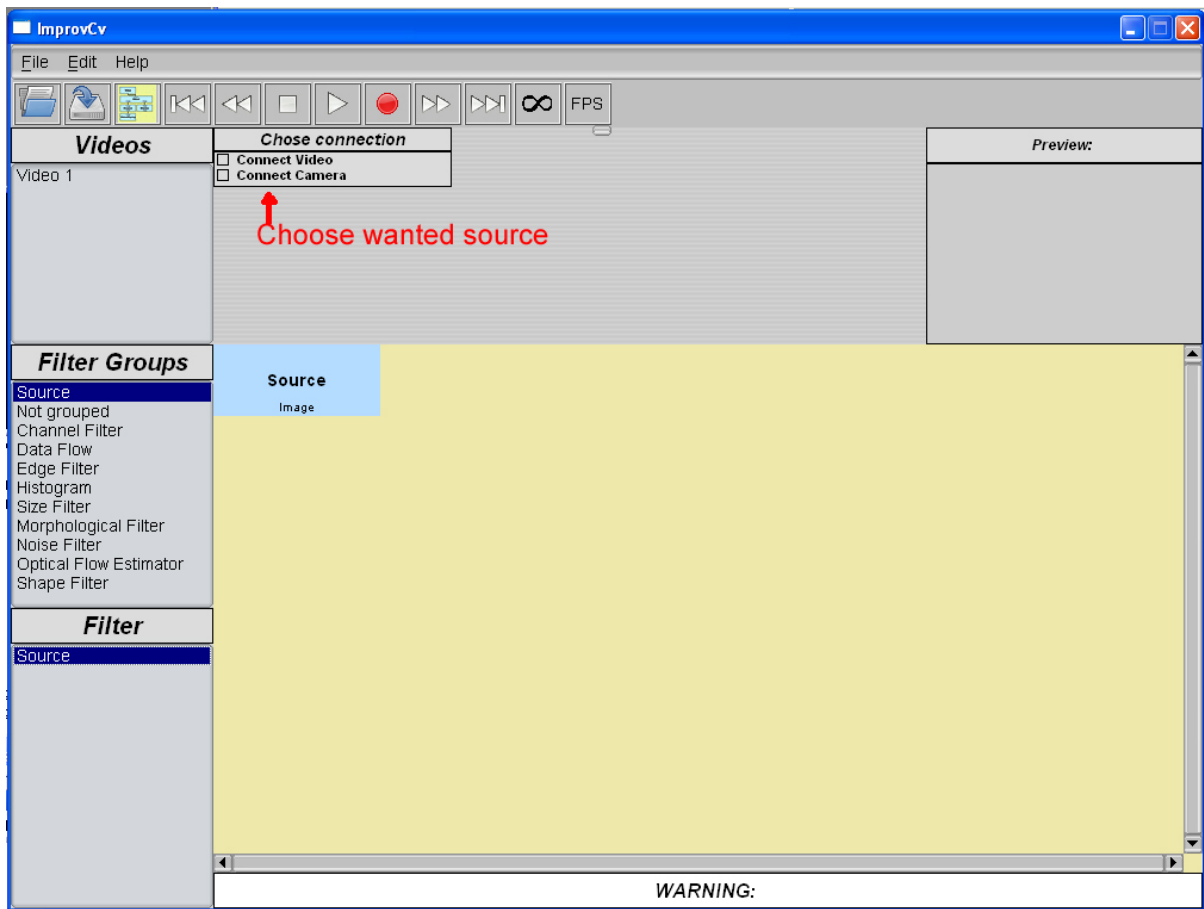 ImprovCv
File Edit Help
FPS
Videos
Video 1
Chose connection
Connect Video
Connect Camera
Choose wanted source
Preview:
Filter Groups
Source
Not grouped
Channel Filter
Data Flow
Edge Filter
Histogram
Size Filter
Morphological Filter
Noise Filter
Optical Flow Estimator
Shape Filter
Source
Image
Filter
Source
WARNING: